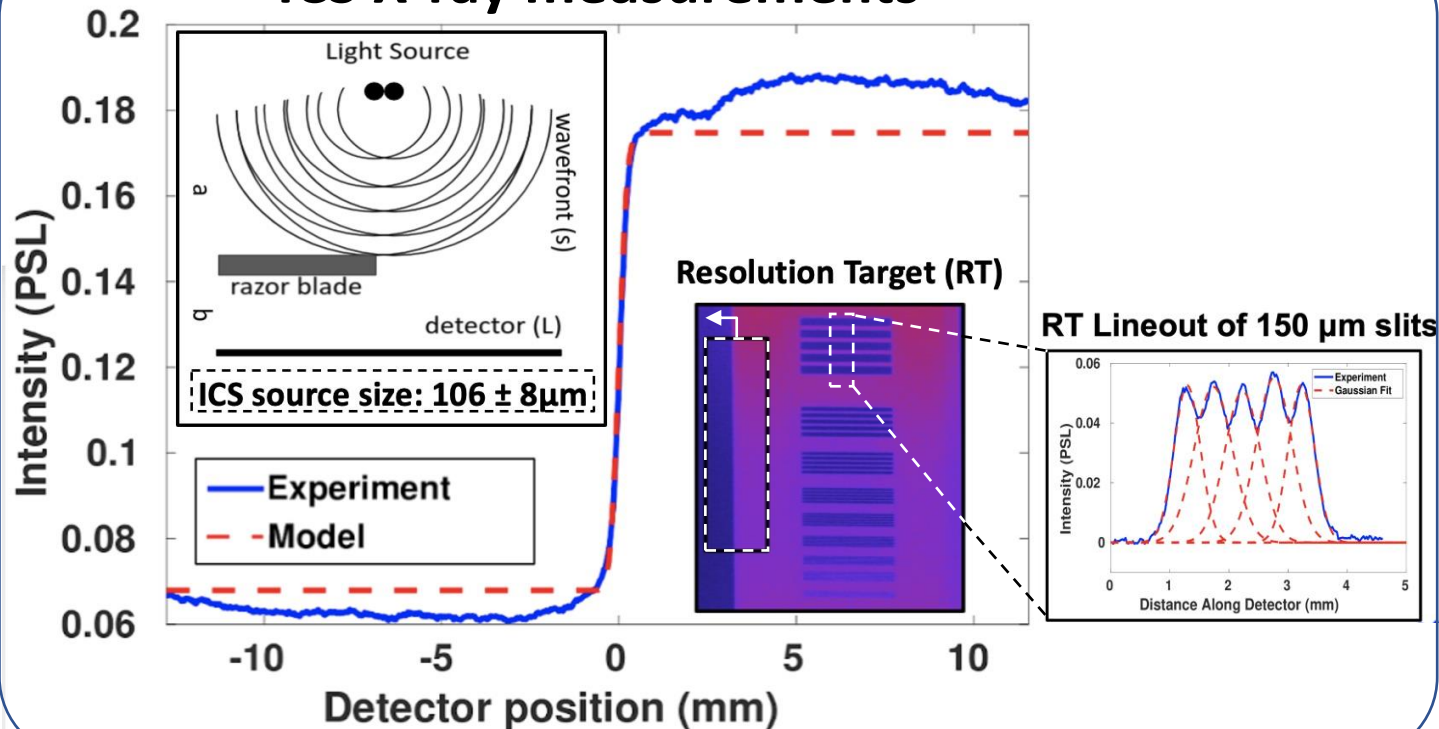 ICS X-ray measurements
0.2
0.18
0.16
0.14
0.12
0.1
0.08
0.06
Intensity (PSL)
-10
-5
0
5
10
Detector position (mm)
Light Source
wavefront (s)
a
razor blade
b
detector (L)
ICS source size: 106 ± 8µm
Experiment
Model
Resolution Target (RT)
RT Lineout of 150 µm slits
0.06
0.04
0.02
0
Intensity (PSL)
Experiment
Gaussian Fit
0
1
2
3
4
5
Distance Along Detector (mm)